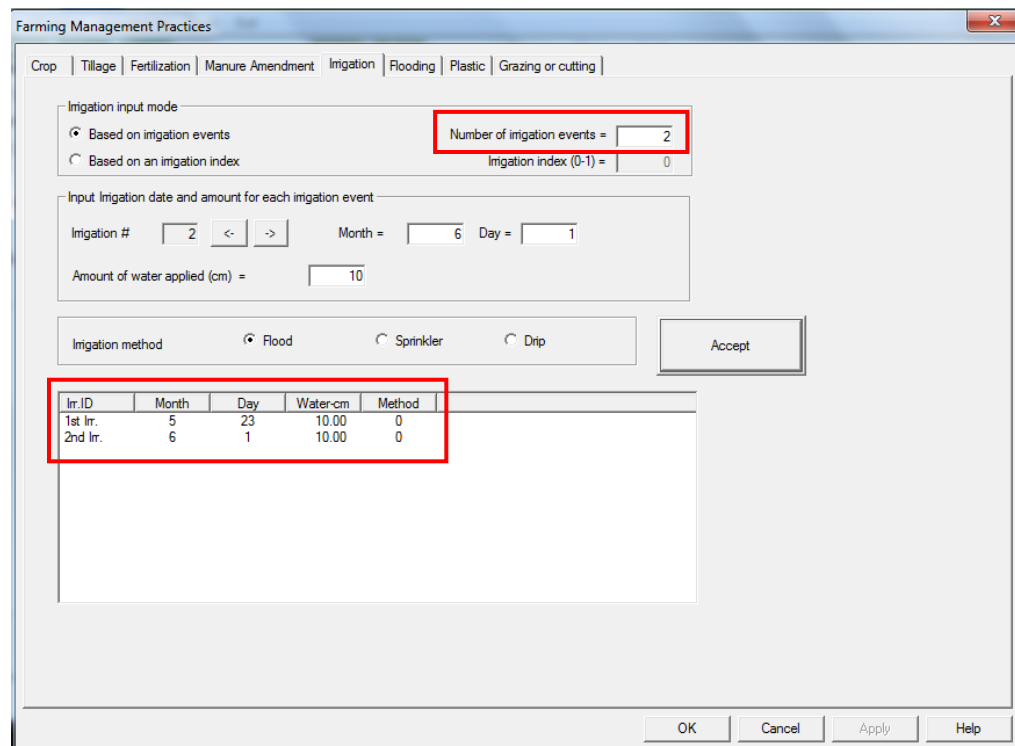 Farming Management Practices
Crop Tillage Fertilization Manure Amendment Irrigation Flooding Plastic Grazing or cutting
Irrigation input mode
Based on irrigation events Number of irrigation events = 2
Based on an irrigation index Irrigation index (0-1) = 0
Input Irrigation date and amount for each irrigation event
Irrigation # 2 <- -> Month = 6 Day = 1
Amount of water applied (cm) = 10
Irrigation method Flood Sprinkler Drip Accept
Irr.ID Month Day Water-cm Method
1st Irr. 5 23 10.00 0
2nd Irr. 6 1 10.00 0
OK Cancel Apply Help